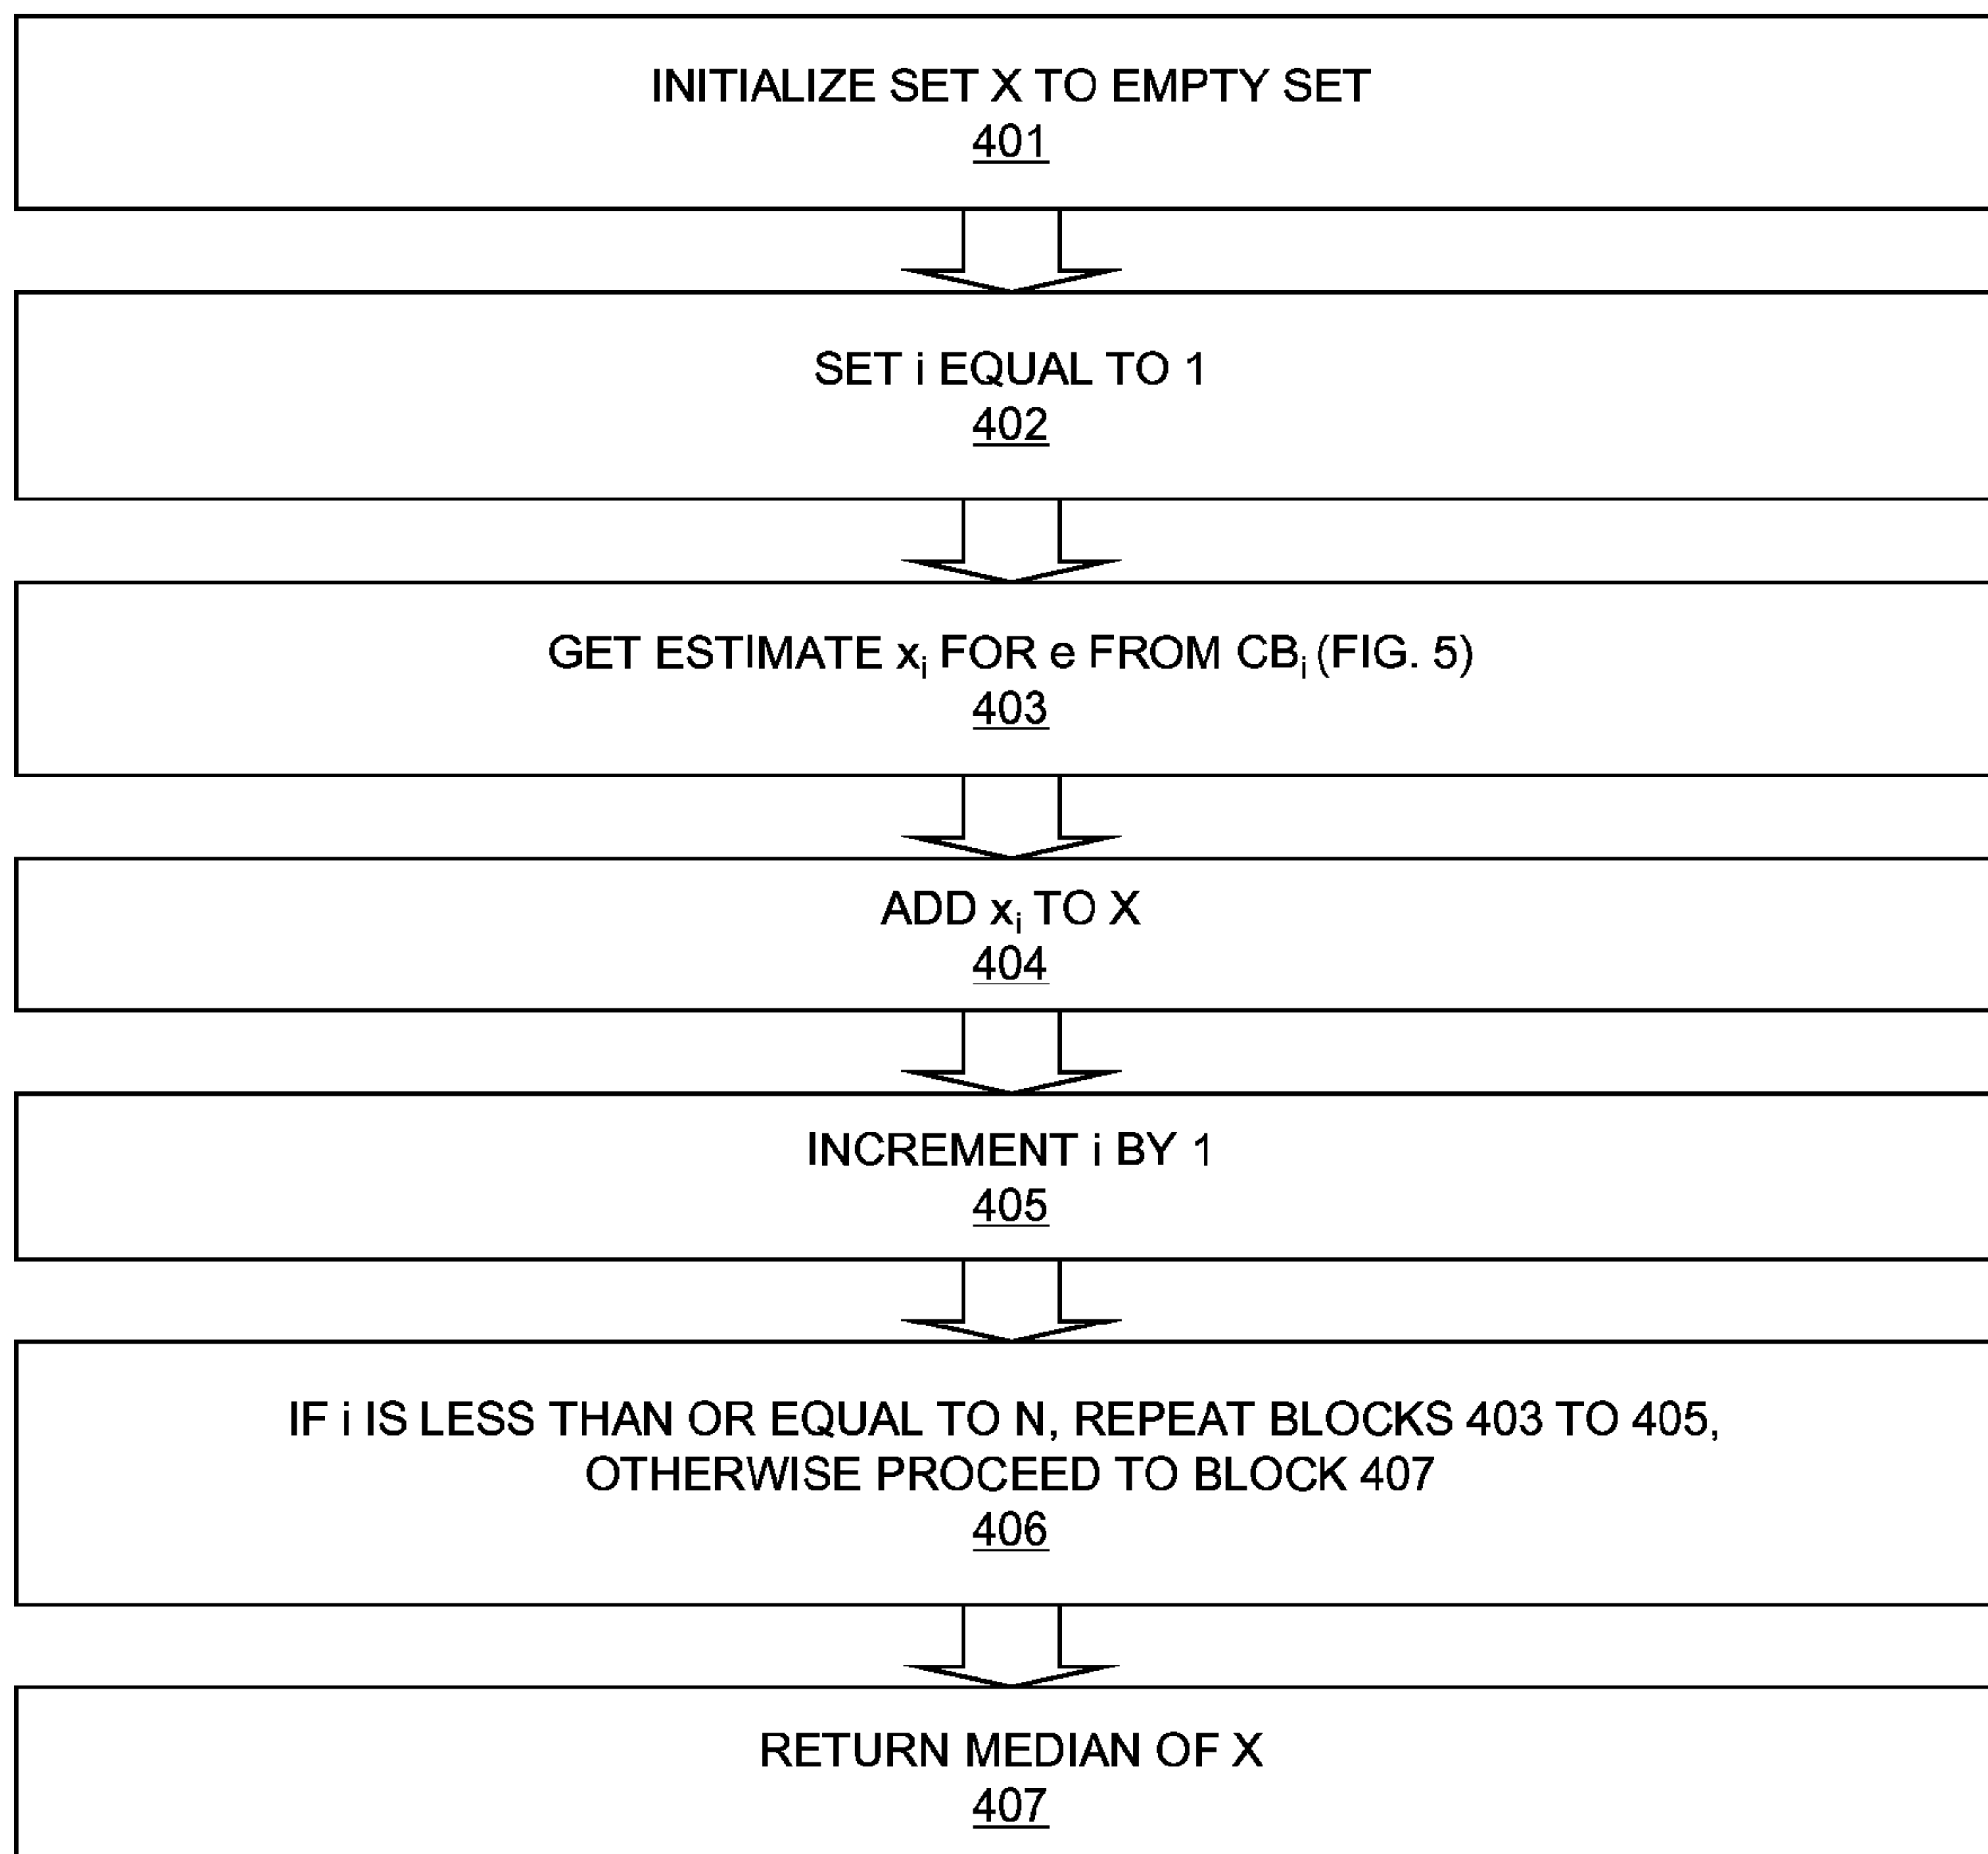 INITIALIZE SET X TO EMPTY SET
401
SET i EQUAL TO 1
402
GET ESTIMATE xᵢ FOR e FROM CBᵢ (FIG. 5)
403
ADD xᵢ TO X
404
INCREMENT i BY 1
405
IF i IS LESS THAN OR EQUAL TO N, REPEAT BLOCKS 403 TO 405,
OTHERWISE PROCEED TO BLOCK 407
406
RETURN MEDIAN OF X
407